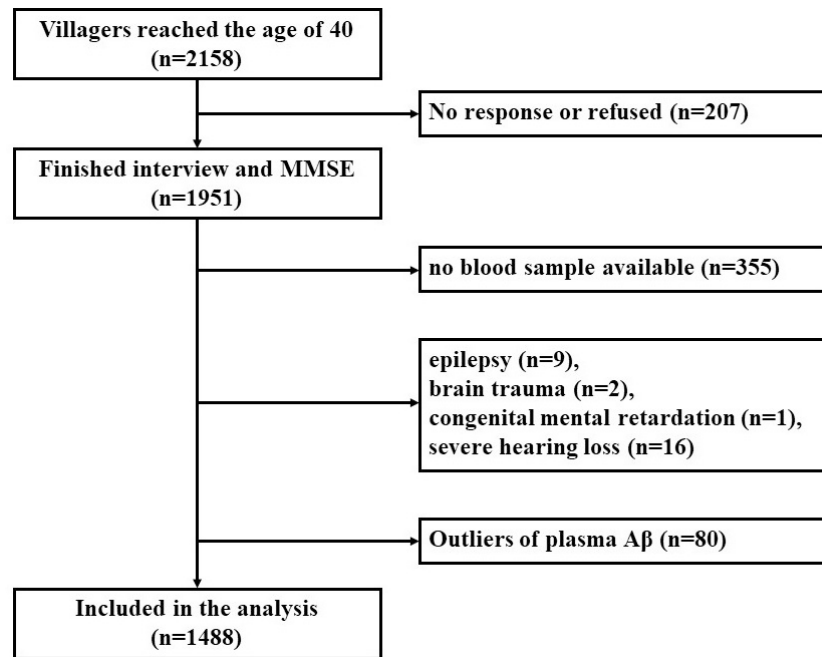 Villagers reached the age of 40
(n=2158)
No response or refused (n=207)
Finished interview and MMSE
(n=1951)
no blood sample available (n=355)
epilepsy (n=9),
brain trauma (n=2),
congenital mental retardation (n=1),
severe hearing loss (n=16)
Outliers of plasma Aβ (n=80)
Included in the analysis
(n=1488)